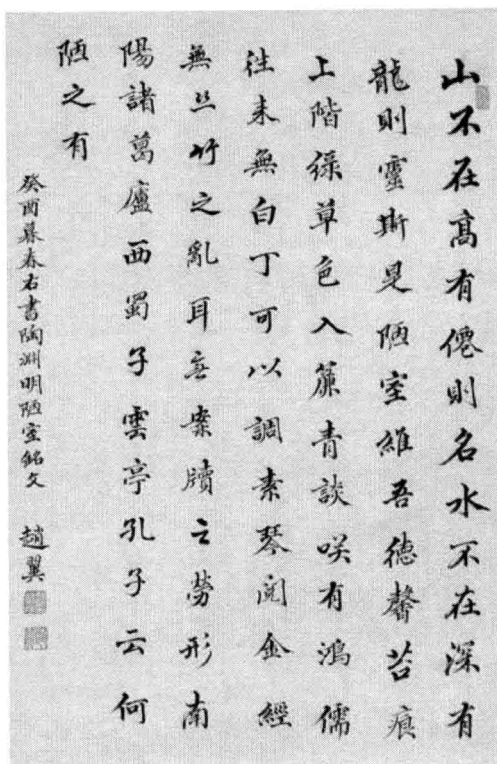 山不在高有僊則名水不在深有
龍則靈斯是陋室維吾德馨苔痕
上階綠草色入簾青談咲有鴻儒
往来無白丁可以調素琴閲金經
無丝竹之亂耳無案牘之勞形南
陽諸葛廬西蜀子雲亭孔子云何
陋之有
癸酉暮春右書陶淵明陋室銘文 趙翼